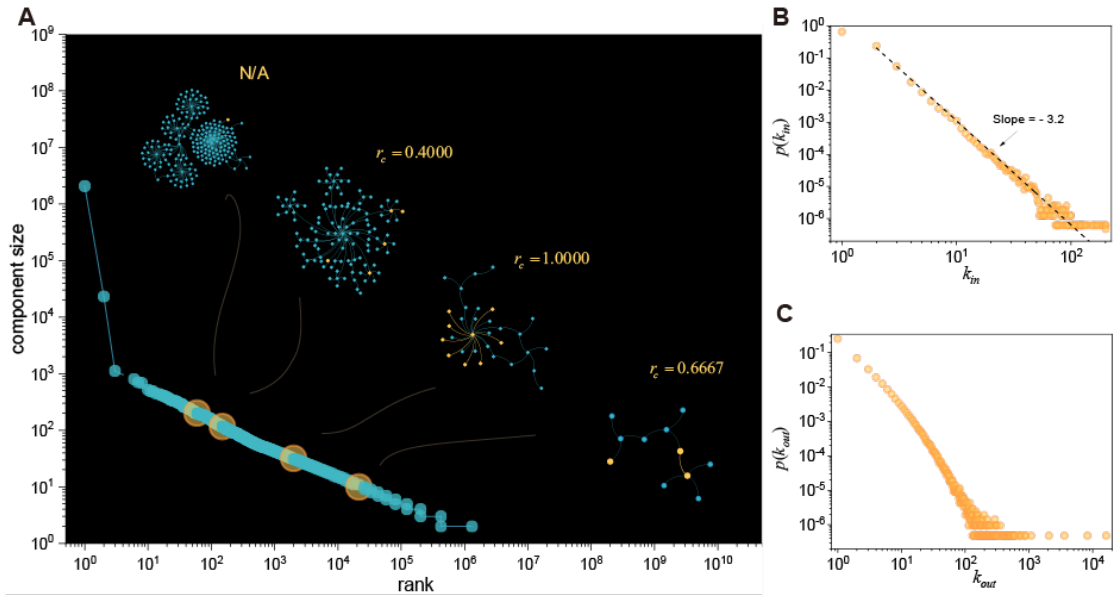 A
component size
10^9
10^8
10^7
10^6
10^5
10^4
10^3
10^2
10^1
10^0
N/A
r_c = 0.4000
r_c = 1.0000
r_c = 0.6667
10^0 10^1 10^2 10^3 10^4 10^5 10^6 10^7 10^8 10^9 10^10
rank
B
p(k_in)
10^0
10^-1
10^-2
10^-3
10^-4
10^-5
10^-6
Slope = - 3.2
10^0 10^1 10^2
k_in
C
p(k_out)
10^-1
10^-2
10^-3
10^-4
10^-5
10^-6
10^0 10^1 10^2 10^3 10^4
k_out